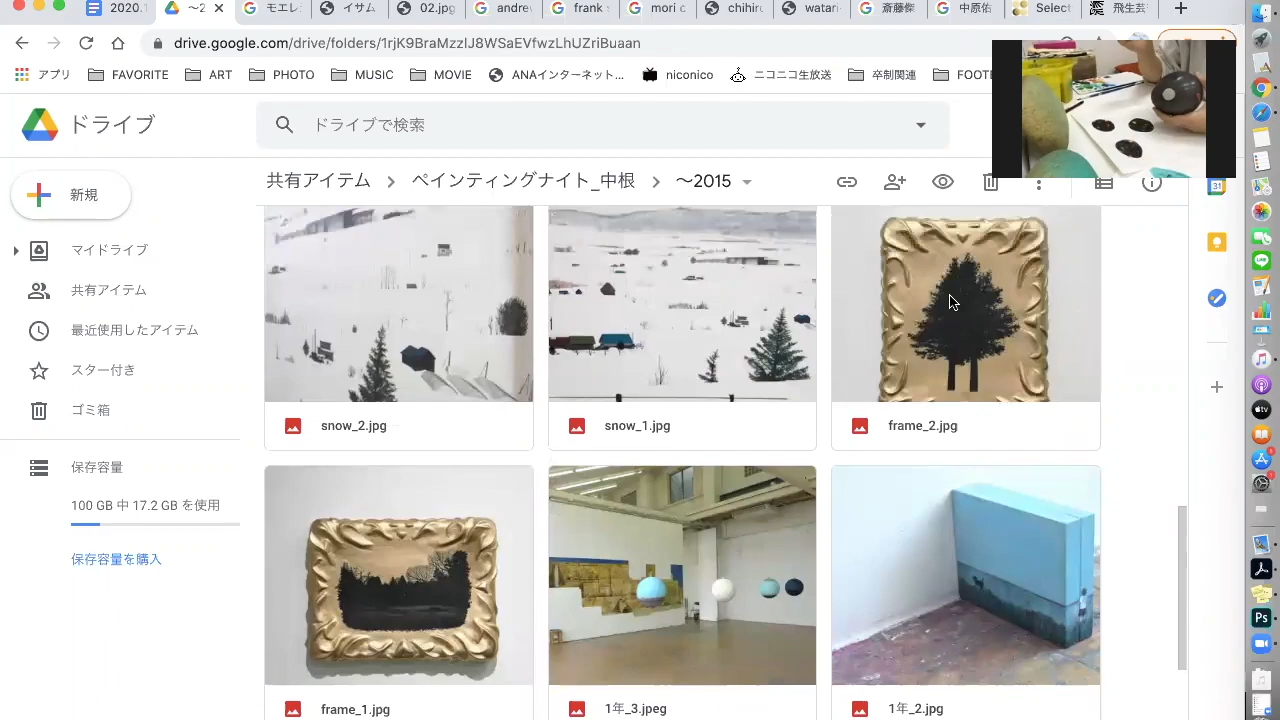 2020.1
〜2
モエレ
イサム
02.jpg
andre
frank
mori c
chihiro
watari
斎藤傑
中原佑
Select
飛生芸
アプリ
FAVORITE
ART
PHOTO
MUSIC
MOVIE
ANAインターネット...
niconico
ニコニコ生放送
卒制関連
ドライブ
ドライブで検索
共有アイテム
ペインティングナイト_中根
〜2015
新規
マイドライブ
共有アイテム
最近使用したアイテム
スター付き
ゴミ箱
保存容量
100 GB 中 17.2 GB を使用
保存容量を購入
snow_2.jpg
snow_1.jpg
frame_2.jpg
frame_1.jpg
1年_3.jpeg
1年_2.jpg